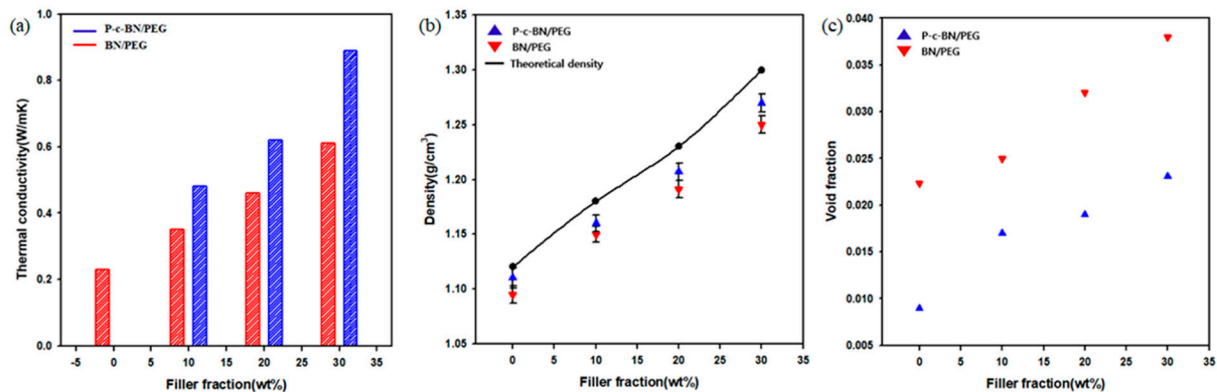 (a)
P-c-BN/PEG
BN/PEG
Thermal conductivity(W/mK)
1.0
0.8
0.6
0.4
0.2
0.0
-5 0 5 10 15 20 25 30 35
Filler fraction(wt%)
(b)
P-c-BN/PEG
BN/PEG
Theoretical density
Density(g/cm³)
1.35
1.30
1.25
1.20
1.15
1.10
1.05
0 10 20 30
Filler fraction(wt%)
(c)
P-c-BN/PEG
BN/PEG
Void fraction
0.040
0.035
0.030
0.025
0.020
0.015
0.010
0.005
0 5 10 15 20 25 30 35
Filler fraction(wt%)